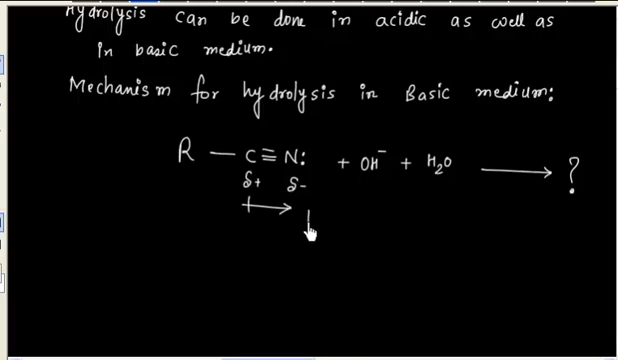 Hydrolysis can be done in acidic as well as
in basic medium.
Mechanism for hydrolysis in Basic medium:
R — C ≡ N: + OH⁻ + H₂O ⟶ ?
δ+ δ-